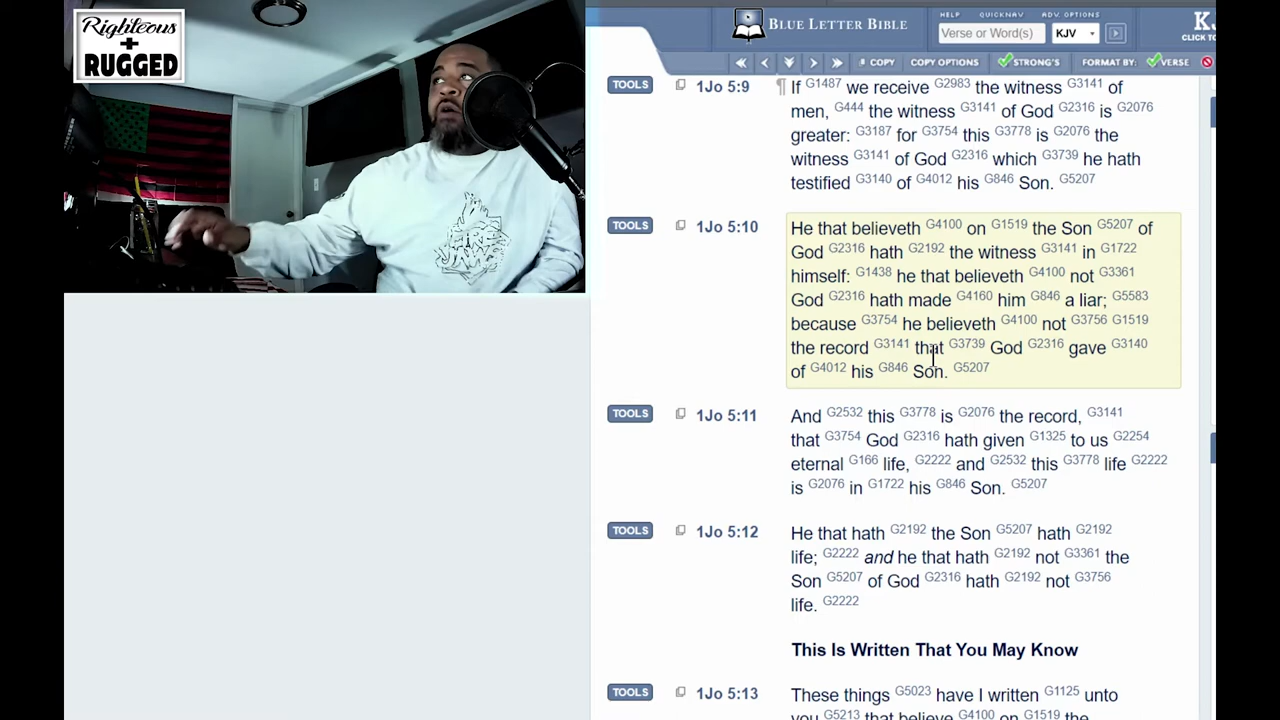 Righteous
+
RUGGED
BLUE LETTER BIBLE
HELP QUICKNAV ADV. OPTIONS
Verse or Word(s) KJV
CLICK TO
COPY COPY OPTIONS STRONG'S FORMAT BY: VERSE
TOOLS 1Jo 5:9 ¶ If G1487 we receive G2983 the witness G3141 of
men, G444 the witness G3141 of God G2316 is G2076
greater: G3187 for G3754 this G3778 is G2076 the
witness G3141 of God G2316 which G3739 he hath
testified G3140 of G4012 his G846 Son. G5207
TOOLS 1Jo 5:10 He that believeth G4100 on G1519 the Son G5207 of
God G2316 hath G2192 the witness G3141 in G1722
himself: G1438 he that believeth G4100 not G3361
God G2316 hath made G4160 him G846 a liar; G5583
because G3754 he believeth G4100 not G3756 G1519
the record G3141 that G3739 God G2316 gave G3140
of G4012 his G846 Son. G5207
TOOLS 1Jo 5:11 And G2532 this G3778 is G2076 the record, G3141
that G3754 God G2316 hath given G1325 to us G2254
eternal G166 life, G2222 and G2532 this G3778 life G2222
is G2076 in G1722 his G846 Son. G5207
TOOLS 1Jo 5:12 He that hath G2192 the Son G5207 hath G2192
life; G2222 and he that hath G2192 not G3361 the
Son G5207 of God G2316 hath G2192 not G3756
life. G2222
This Is Written That You May Know
TOOLS 1Jo 5:13 These things G5023 have I written G1125 unto
you G5213 that believe G4100 on G1519 the